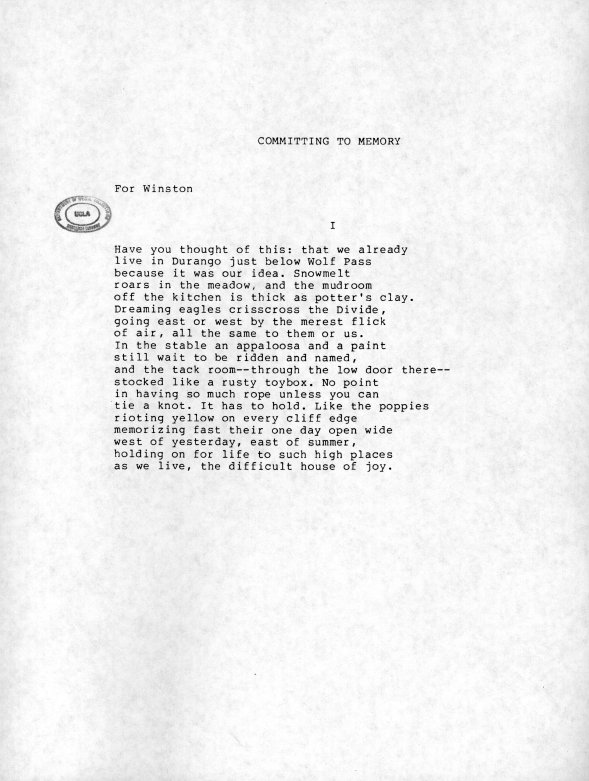 COMMITTING TO MEMORY
For Winston
UCLA
I
Have you thought of this: that we already
live in Durango just below Wolf Pass
because it was our idea. Snowmelt
roars in the meadow, and the mudroom
off the kitchen is thick as potter's clay.
Dreaming eagles crisscross the Divide,
going east or west by the merest flick
of air, all the same to them or us.
In the stable an appaloosa and a paint
still wait to be ridden and named,
and the tack room--through the low door there--
stocked like a rusty toybox. No point
in having so much rope unless you can
tie a knot. It has to hold. Like the poppies
rioting yellow on every cliff edge
memorizing fast their one day open wide
west of yesterday, east of summer,
holding on for life to such high places
as we live, the difficult house of joy.